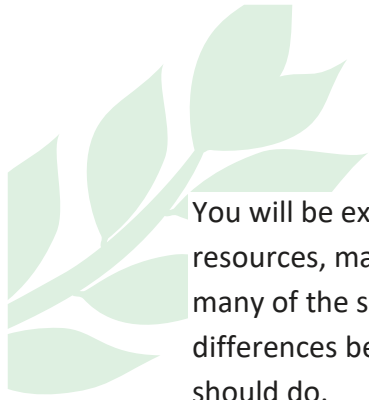 You will be ex
resources, ma
many of the s
differences be
should do.